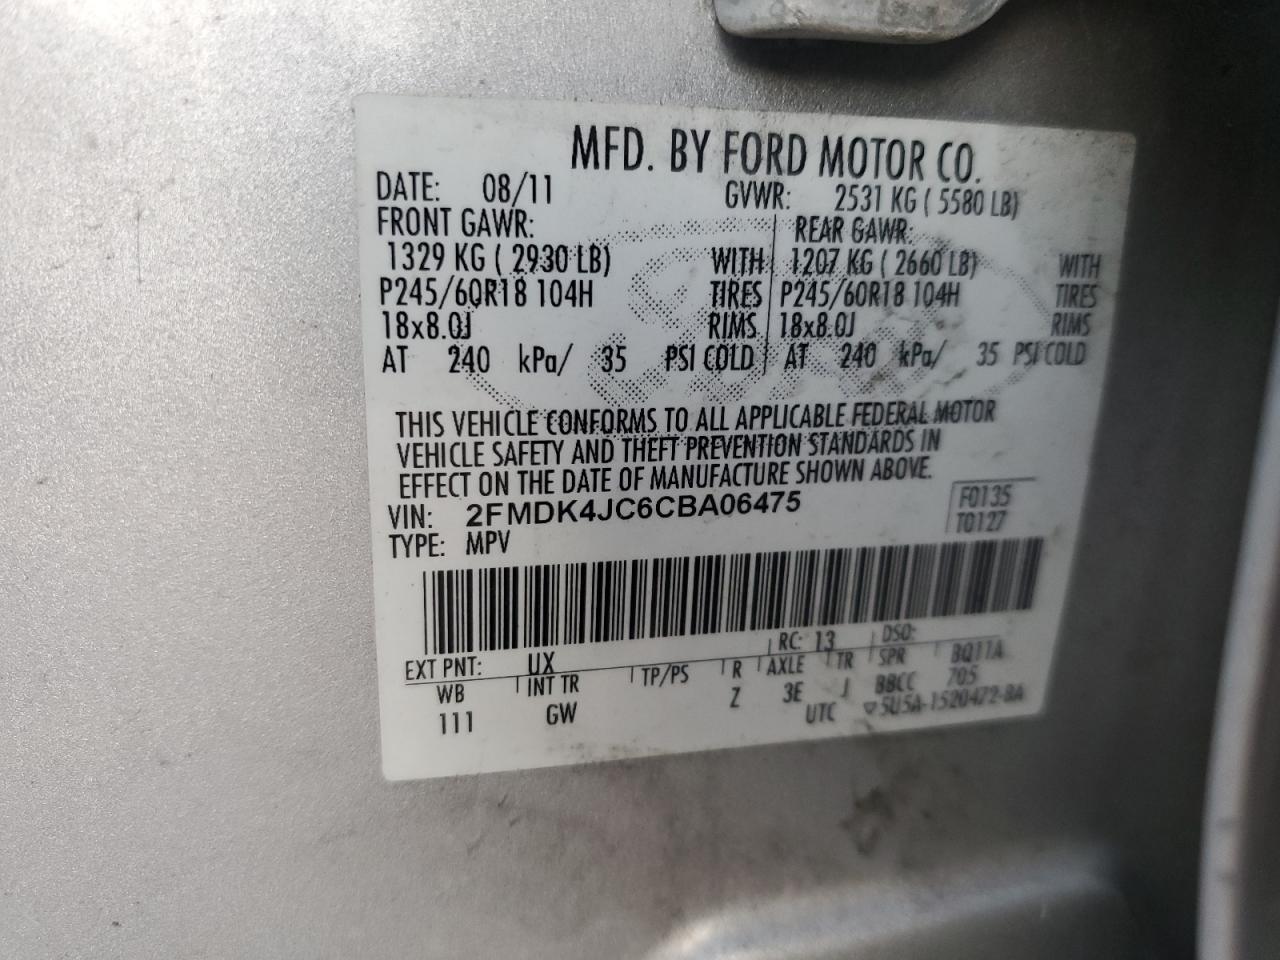 MFD. BY FORD MOTOR CO.
DATE: 08/11 GVWR: 2531 KG ( 5580 LB)
FRONT GAWR: REAR GAWR:
1329 KG ( 2930 LB) WITH 1207 KG ( 2660 LB) WITH
P245/60R18 104H TIRES P245/60R18 104H TIRES
18x8.0J RIMS 18x8.0J RIMS
AT 240 kPa/ 35 PSI COLD AT 240 kPa/ 35 PSI COLD
THIS VEHICLE CONFORMS TO ALL APPLICABLE FEDERAL MOTOR
VEHICLE SAFETY AND THEFT PREVENTION STANDARDS IN
EFFECT ON THE DATE OF MANUFACTURE SHOWN ABOVE.
VIN: 2FMDK4JC6CBA06475 F0135
TYPE: MPV T0127
EXT PNT: UX RC: 13 DSO:
WB INT TR TP/PS R AXLE TR SPR BQ11A
111 GW Z 3E J BBCC 705
UTC ▽5U5A-1520472-BA